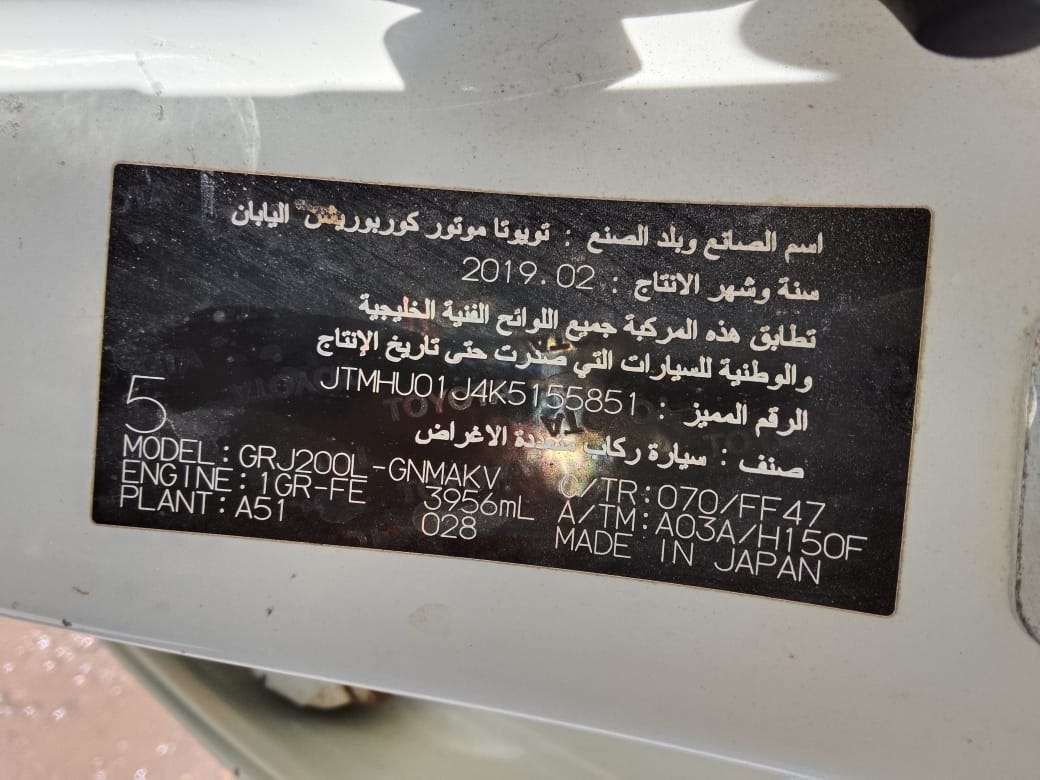 اسم الصانع وبلد الصنع : تويوتا موتور كوربوريشن اليابان
سنة وشهر الانتاج : 2019.02
تطابق هذه المركبة جميع اللوائح الفنية الخليجية
والوطنية للسيارات التي صدرت حتى تاريخ الإنتاج
الرقم المميز : JTMHU01J4K5155851
صنف : سيارة ركاب متعددة الاغراض
5
MODEL:GRJ200L-GNMAKV C/TR:070/FF47
ENGINE:1GR-FE 3956mL A/TM:A03A/H150F
PLANT:A51 028 MADE IN JAPAN
TOYOTA